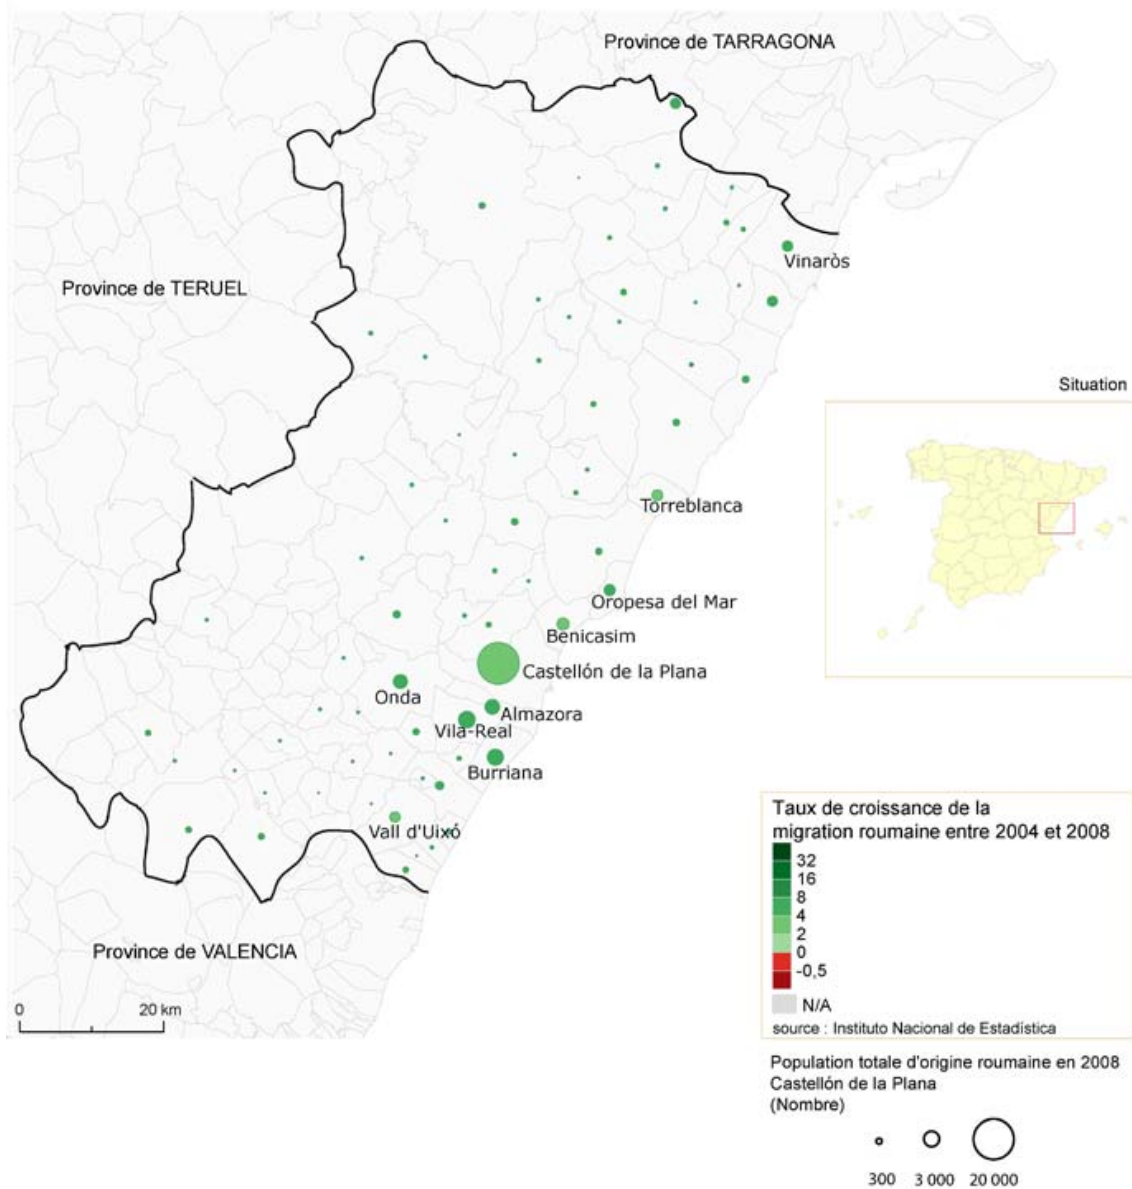 Province de TARRAGONA
Vinaròs
Province de TERUEL
Situation
Torreblanca
Oropesa del Mar
Benicasim
Castellón de la Plana
Onda
Almazora
Vila-Real
Burriana
Vall d'Uixó
Province de VALENCIA
0 20 km
Taux de croissance de la
migration roumaine entre 2004 et 2008
32
16
8
4
2
0
-0,5
N/A
source : Instituto Nacional de Estadística
Population totale d'origine roumaine en 2008
Castellón de la Plana
(Nombre)
300 3 000 20 000